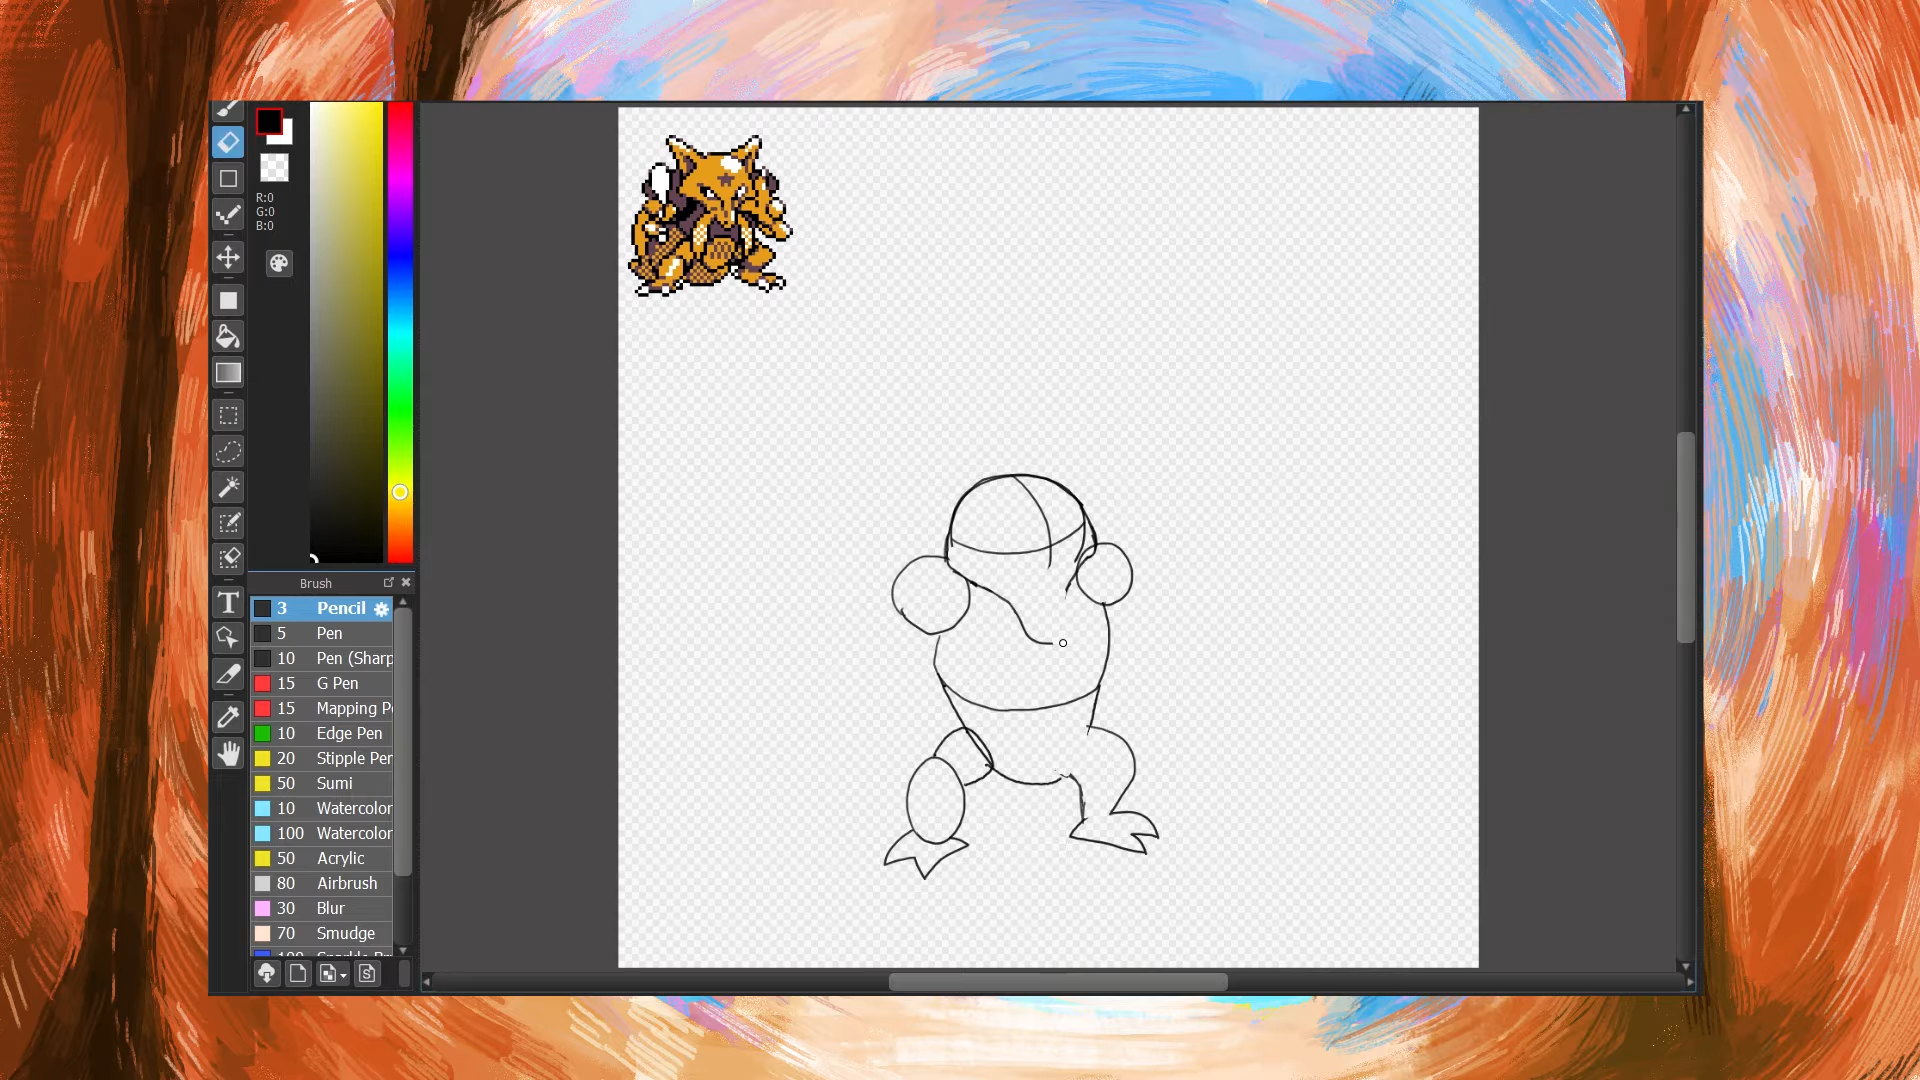 R:0
G:0
B:0
Brush
3 Pencil
5 Pen
10 Pen (Sharp
15 G Pen
15 Mapping P
10 Edge Pen
20 Stipple Per
50 Sumi
10 Watercolor
100 Watercolor
50 Acrylic
80 Airbrush
30 Blur
70 Smudge
T
S